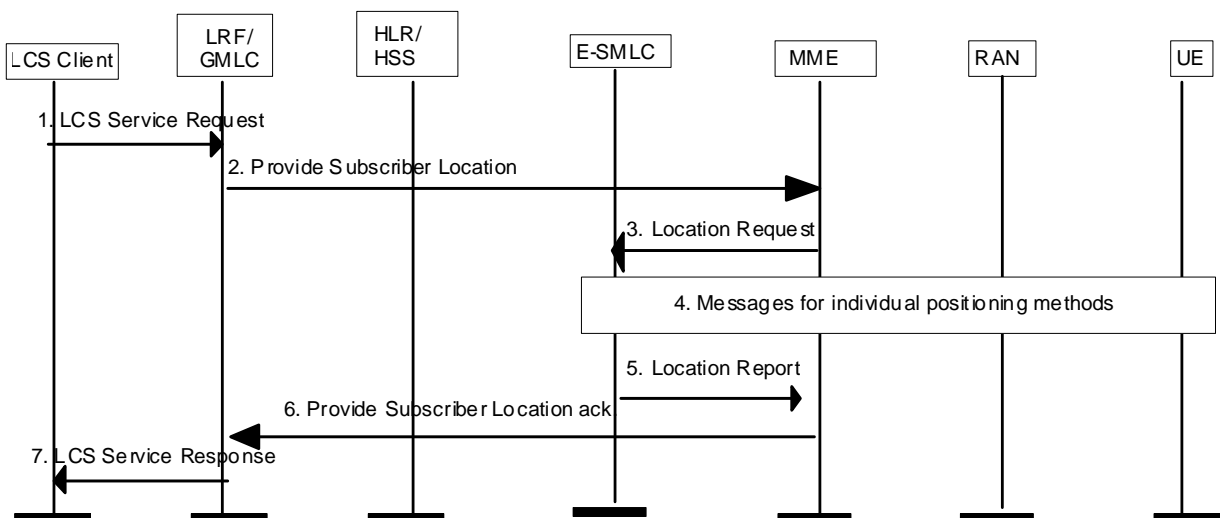 LCS Client
LRF/
GMLC
HLR/
HSS
E-SMLC
MME
RAN
UE
1. LCS Service Request
2. Provide Subscriber Location
3. Location Request
4. Messages for individual positioning methods
5. Location Report
6. Provide Subscriber Location ack.
7. LCS Service Response